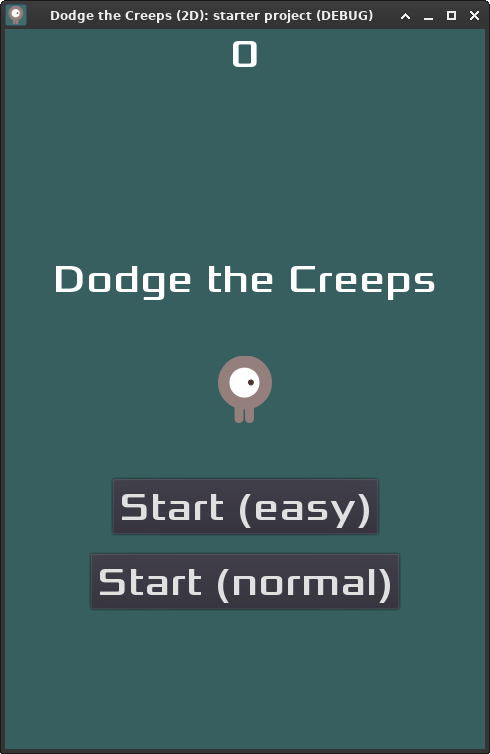 Dodge the Creeps (2D): starter project (DEBUG)
0
Dodge the Creeps
Start (easy)
Start (normal)